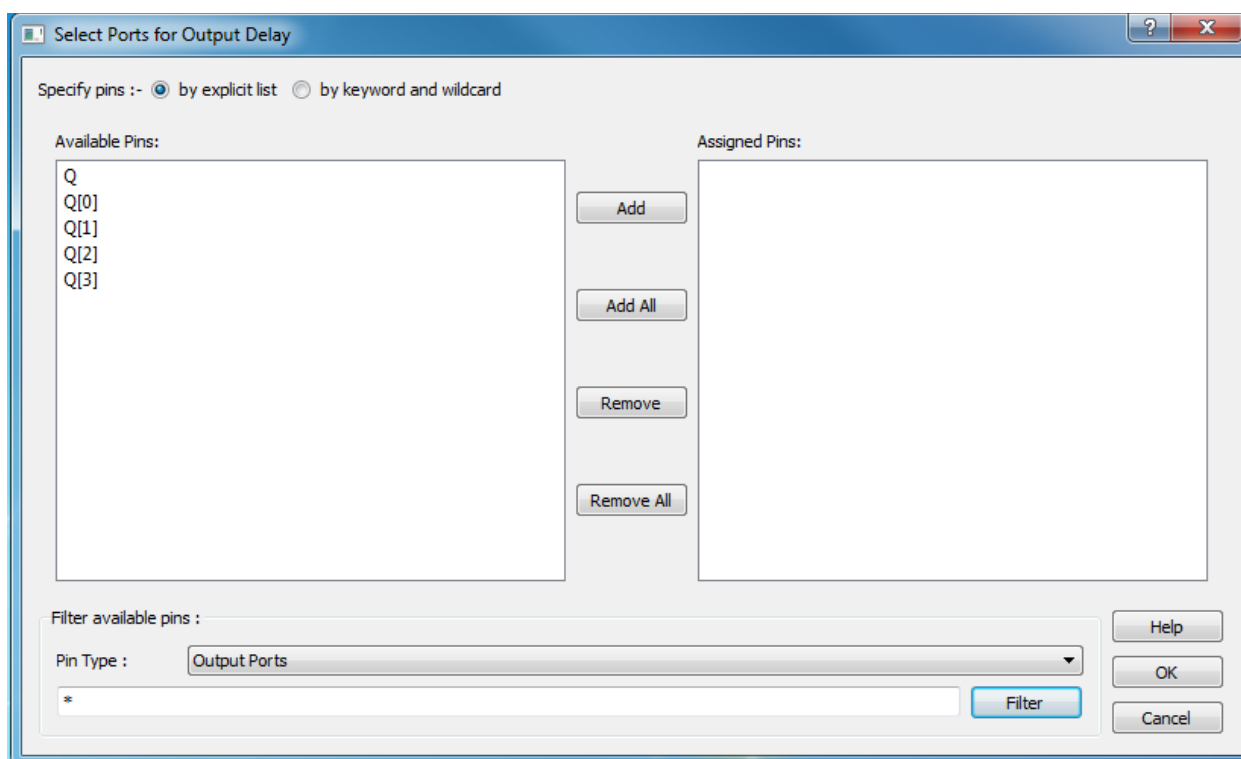 Select Ports for Output Delay
?
X
Specify pins :- by explicit list by keyword and wildcard
Available Pins:
Assigned Pins:
Q
Q[0]
Q[1]
Q[2]
Q[3]
Add
Add All
Remove
Remove All
Filter available pins :
Pin Type : Output Ports
*
Filter
Help
OK
Cancel